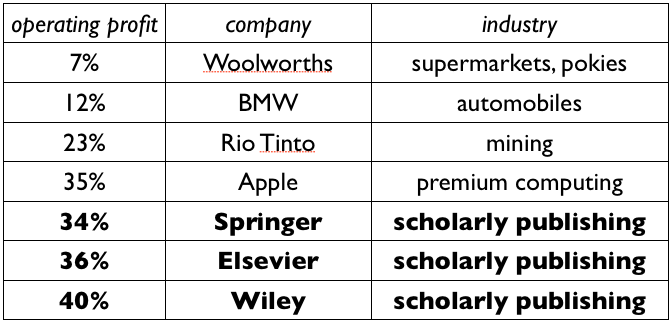 operating profit company industry
7% Woolworths supermarkets, pokies
12% BMW automobiles
23% Rio Tinto mining
35% Apple premium computing
34% Springer scholarly publishing
36% Elsevier scholarly publishing
40% Wiley scholarly publishing